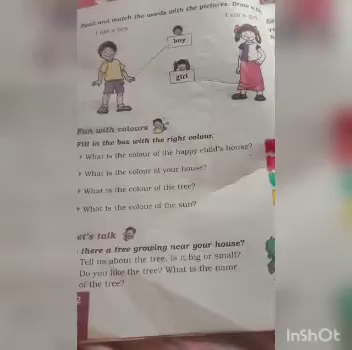 Read and match the words with the pictures. Draw
I am a boy
I am a girl
boy
girl
Fun with colours
Fill in the box with the right colour.
What is the colour of the happy child's house?
What is the colour of your house?
What is the colour of the tree?
What is the colour of the sun?
et's talk
there a tree growing near your house?
Tell us about the tree. Is it big or small?
Do you like the tree? What is the name
of the tree?
InShOt